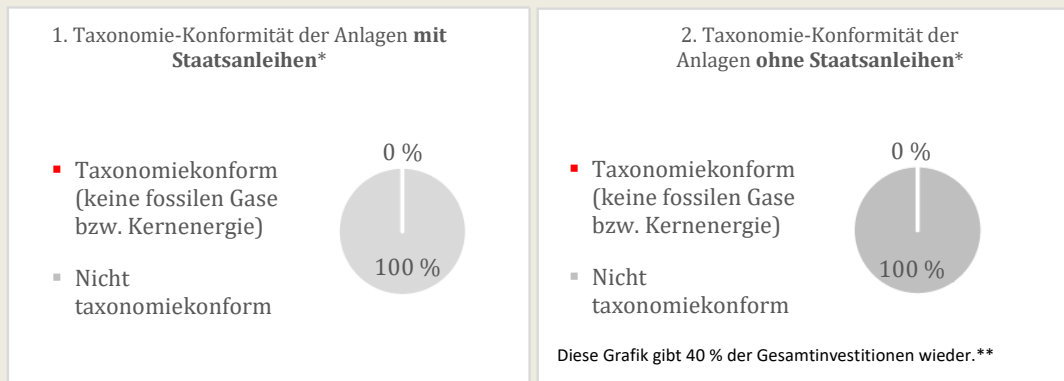 1. Taxonomie-Konformität der Anlagen mit
Staatsanleihen*
Taxonomiekonform
(keine fossilen Gase
bzw. Kernenergie)
Nicht
taxonomiekonform
0 %
100 %
2. Taxonomie-Konformität der
Anlagen ohne Staatsanleihen*
Taxonomiekonform
(keine fossilen Gase
bzw. Kernenergie)
Nicht
taxonomiekonform
0 %
100 %
Diese Grafik gibt 40 % der Gesamtinvestitionen wieder.**